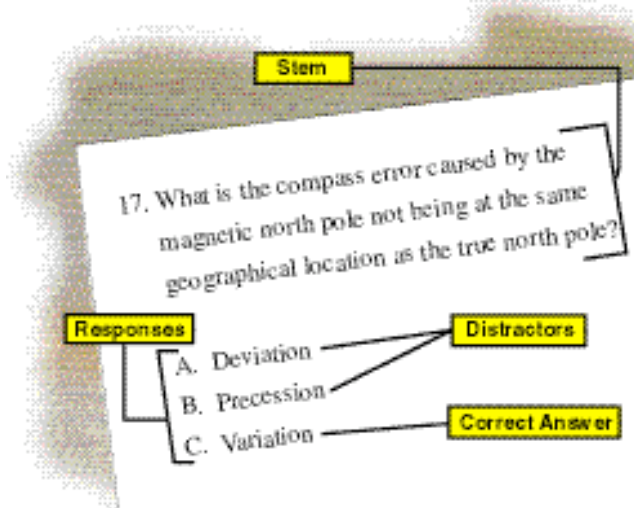 Stem
17. What is the compass error caused by the
magnetic north pole not being at the same
geographical location as the true north pole?
Responses
Distractors
A. Deviation
B. Precession
C. Variation
Correct Answer